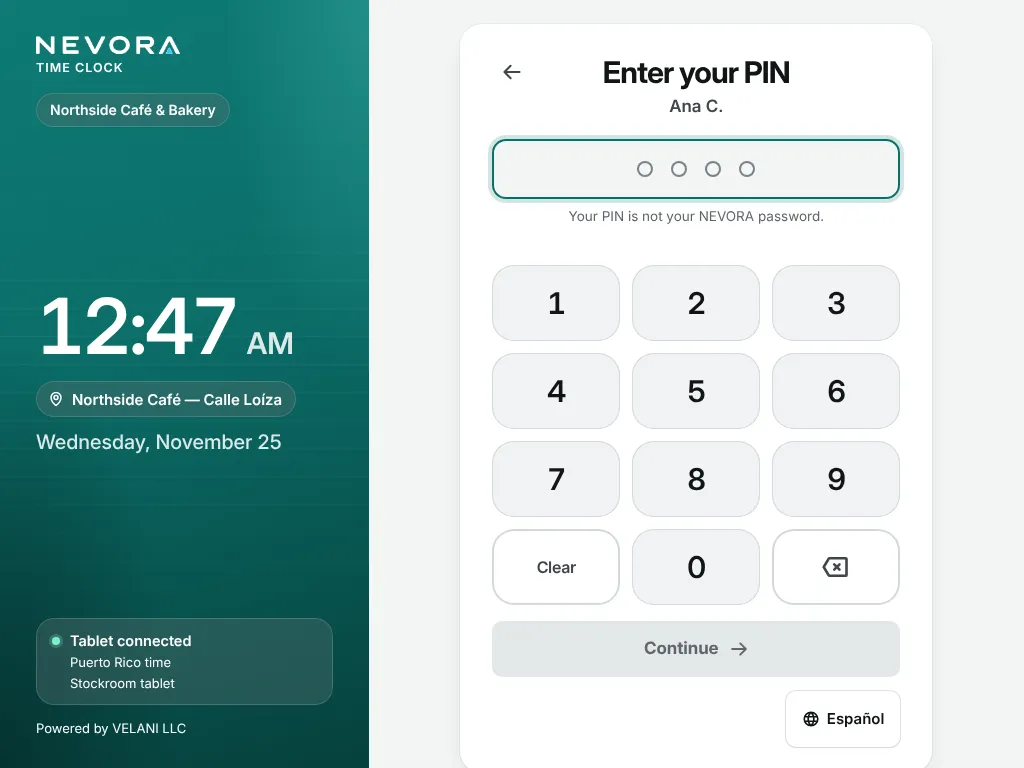 NEVORA
TIME CLOCK
Northside Café & Bakery
12:47 AM
Northside Café — Calle Loíza
Wednesday, November 25
Tablet connected
Puerto Rico time
Stockroom tablet
Powered by VELANI LLC
Enter your PIN
Ana C.
Your PIN is not your NEVORA password.
1 2 3
4 5 6
7 8 9
Clear 0
Continue
Español